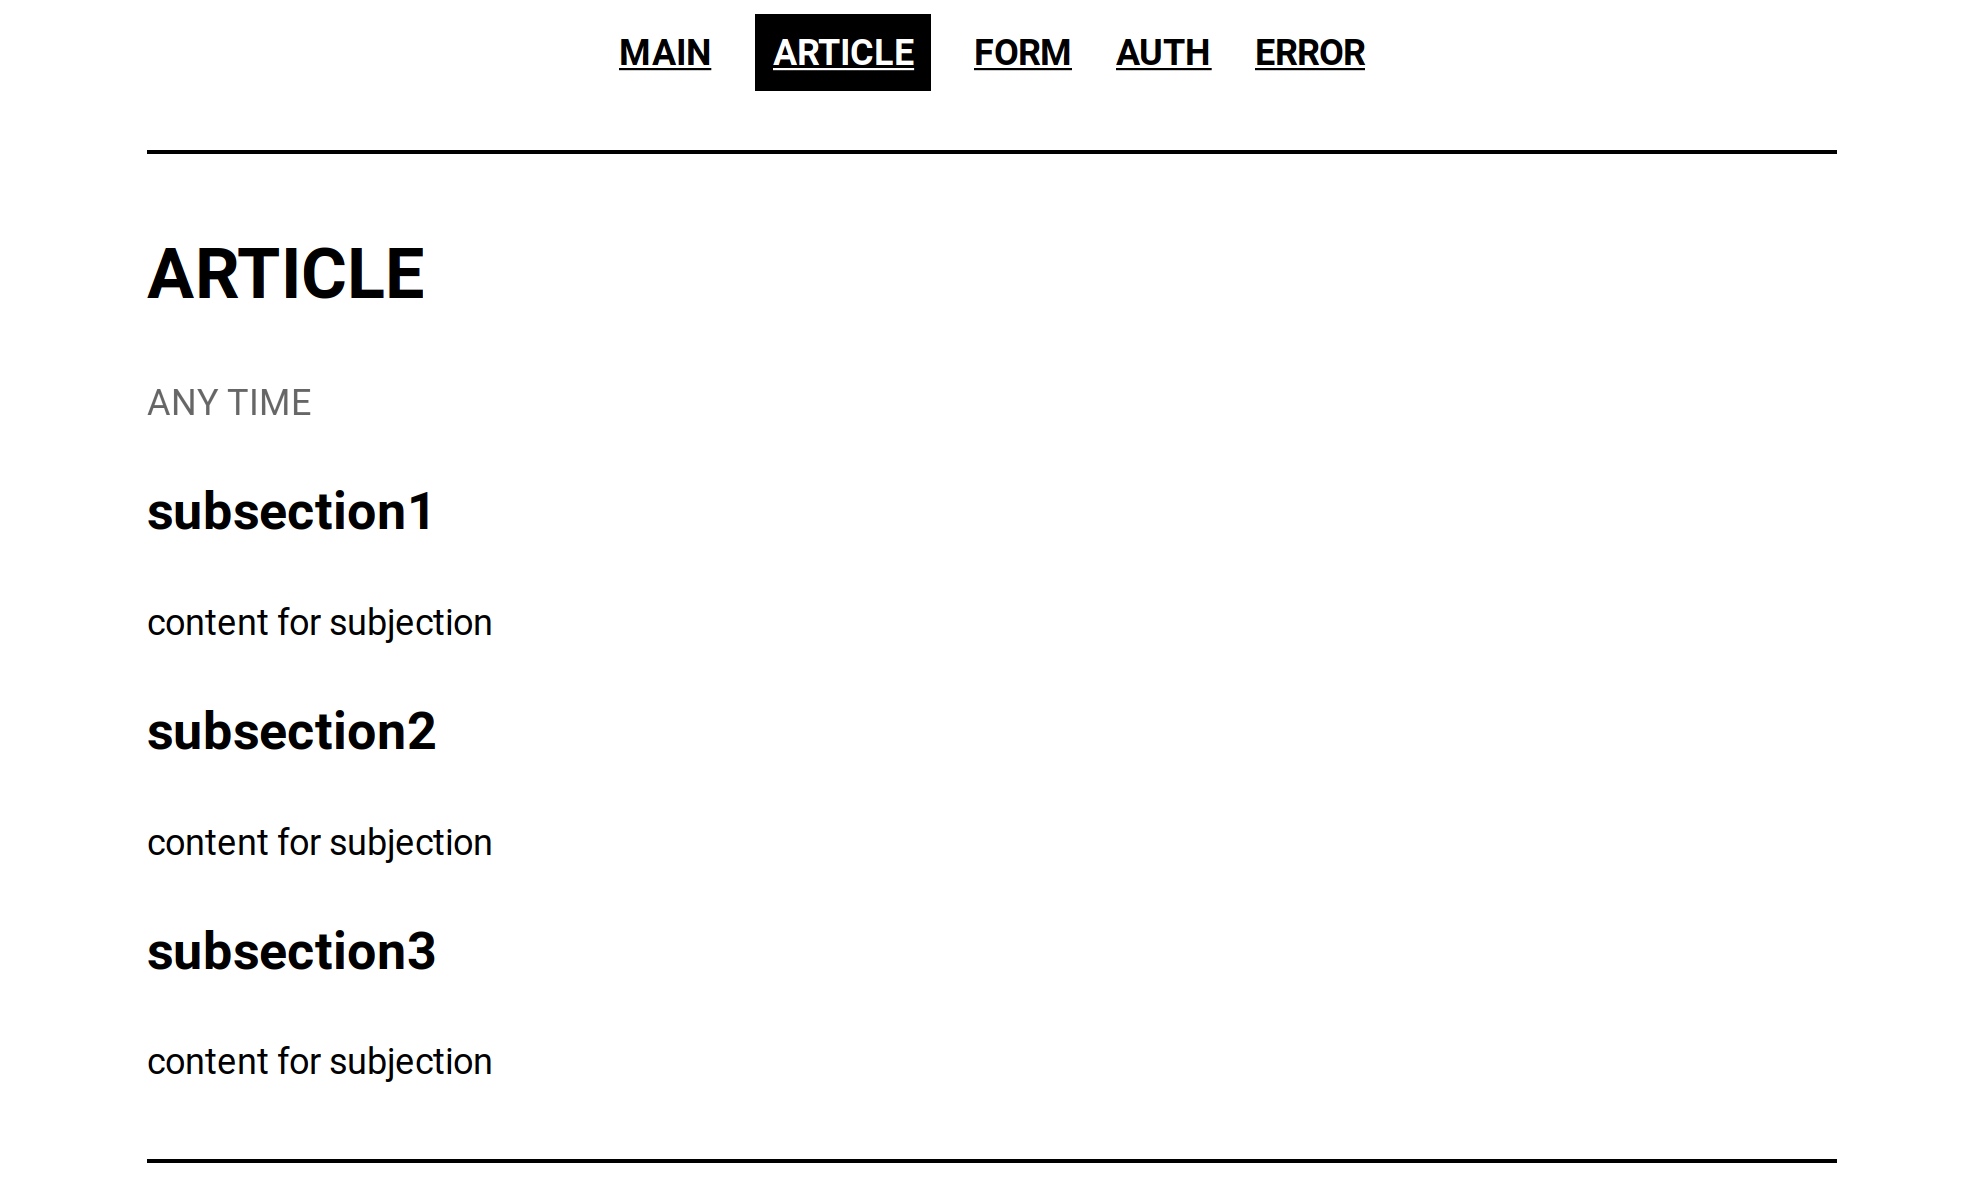 MAIN ARTICLE FORM AUTH ERROR
ARTICLE
ANY TIME
subsection1
content for subjection
subsection2
content for subjection
subsection3
content for subjection